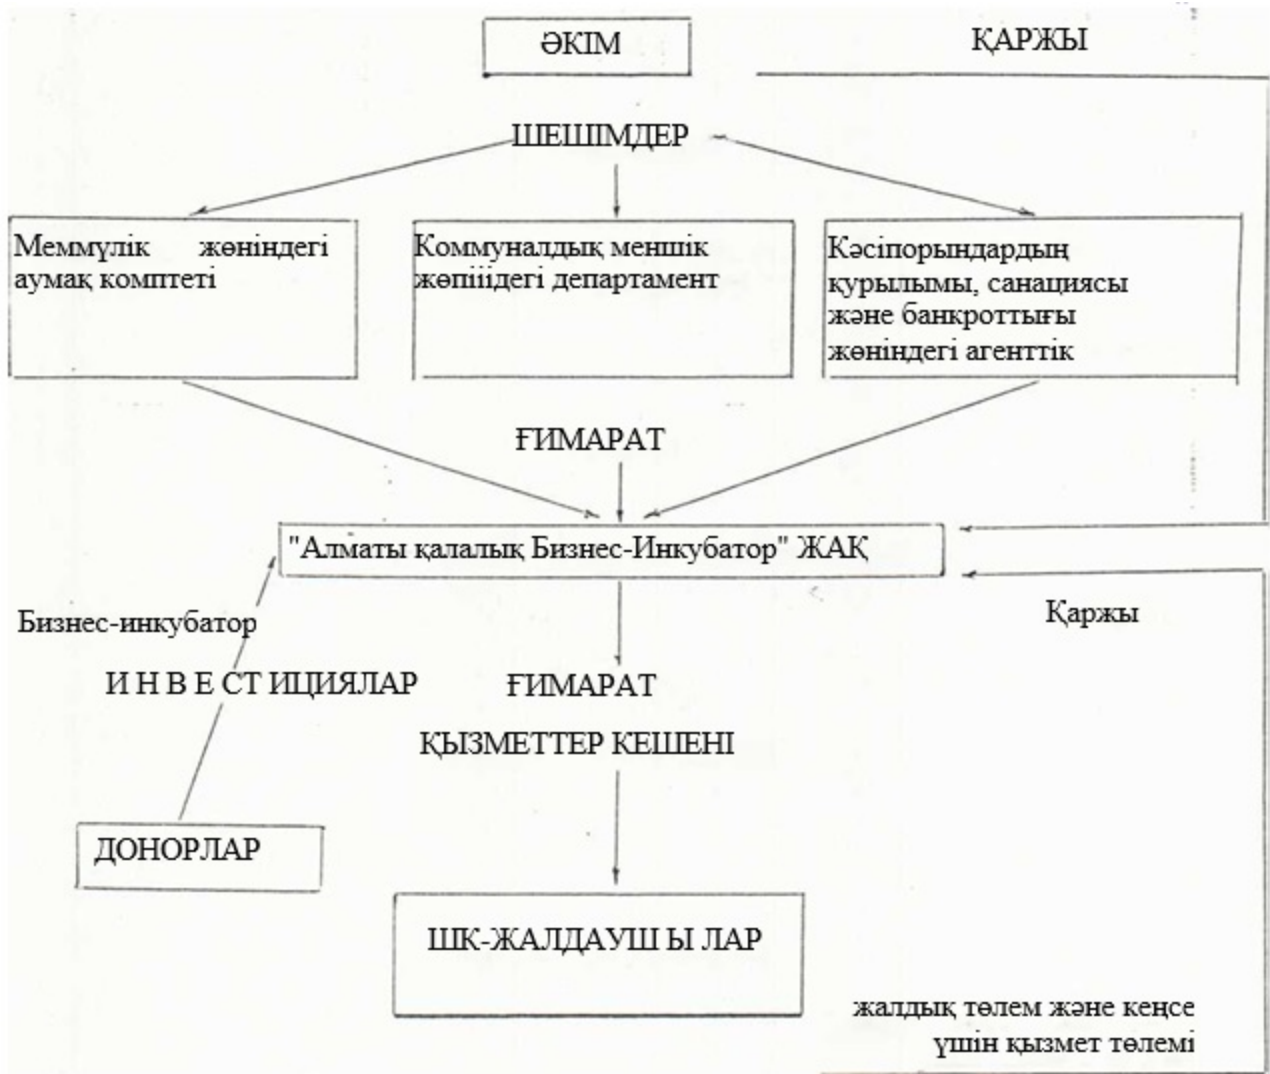 ӘКІМ
ҚАРЖЫ
ШЕШІМДЕР
Меммүлік жөніндегі
аумақ комптеті
Коммуналдық меншік
жөпіііідегі департамент
Кәсіпорындардың
құрылымы, санациясы
және банкроттығы
жөніндегі агенттік
ҒИМАРАТ
"Алматы қалалық Бизнес-Инкубатор" ЖАҚ
Бизнес-инкубатор
Қаржы
И Н В Е СТ ИЦИЯЛАР
ҒИМАРАТ
ҚЫЗМЕТТЕР КЕШЕНІ
ДОНОРЛАР
ШК-ЖАЛДАУШ Ы ЛАР
жалдық төлем және кеңсе
үшін қызмет төлемі